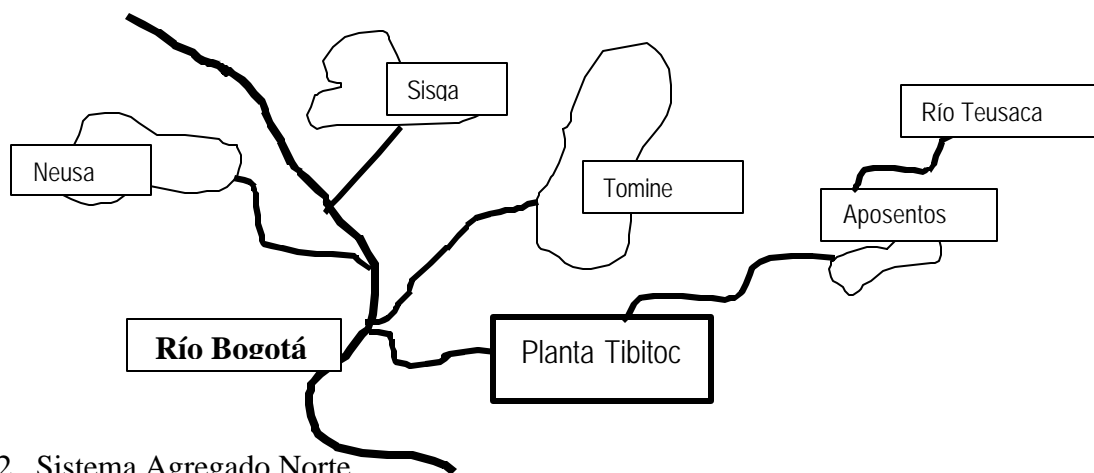 Sisga
Río Teusaca
Neusa
Tomine
Aposentos
Río Bogotá
Planta Tibitoc
2. Sistema Agregado Norte